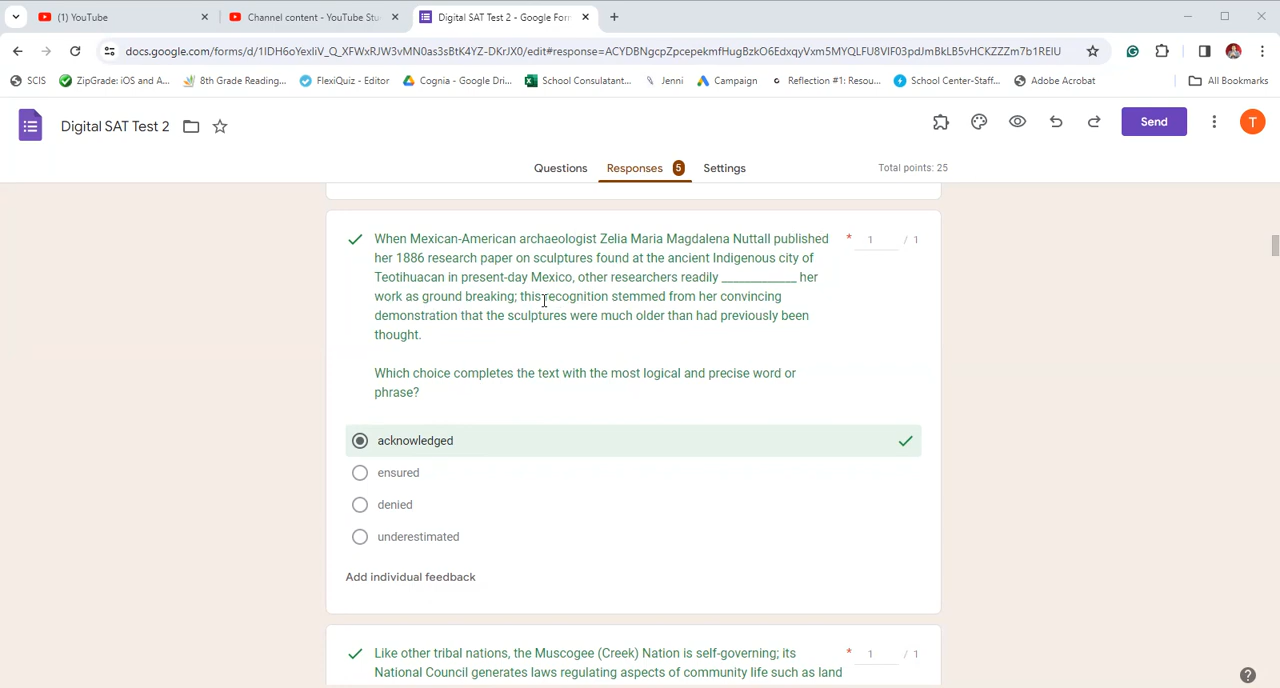 (1) YouTube
Channel content - YouTube Stu
Digital SAT Test 2 - Google For
docs.google.com/forms/d/1IDH6oYexIiV_Q_XFWxRJW3vMN0as3sBtK4YZ-DKrJX0/edit#response=ACYDBNgcpZpcepekmfHugBzkO6EdxqyVxm5MYQLFU8VIF03pdJmBkLB5vHCKZZZm7b1REIU
SCIS
ZipGrade: iOS and A...
8th Grade Reading...
FlexiQuiz - Editor
Cognia - Google Dri...
School Consulatant...
Jenni
Campaign
Reflection #1: Resou...
School Center-Staff...
Adobe Acrobat
All Bookmarks
Digital SAT Test 2
Send
T
Questions
Responses 5
Settings
Total points: 25
When Mexican-American archaeologist Zelia Maria Magdalena Nuttall published * 1 / 1
her 1886 research paper on sculptures found at the ancient Indigenous city of
Teotihuacan in present-day Mexico, other researchers readily _____________ her
work as ground breaking; this recognition stemmed from her convincing
demonstration that the sculptures were much older than had previously been
thought.
Which choice completes the text with the most logical and precise word or
phrase?
acknowledged
ensured
denied
underestimated
Add individual feedback
Like other tribal nations, the Muscogee (Creek) Nation is self-governing; its * 1 / 1
National Council generates laws regulating aspects of community life such as land